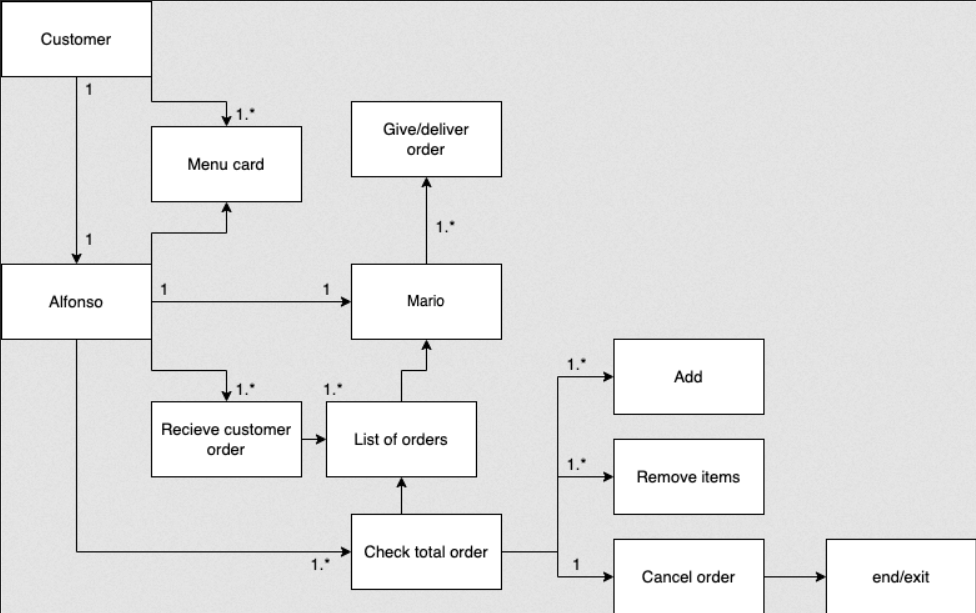 Customer
1
1.*
Menu card
Give/deliver
order
1.*
1
Alfonso
1
1
Mario
1.*
1.*
Recieve customer
order
List of orders
1.*
Add
1.*
Remove items
1.*
Check total order
1
Cancel order
end/exit